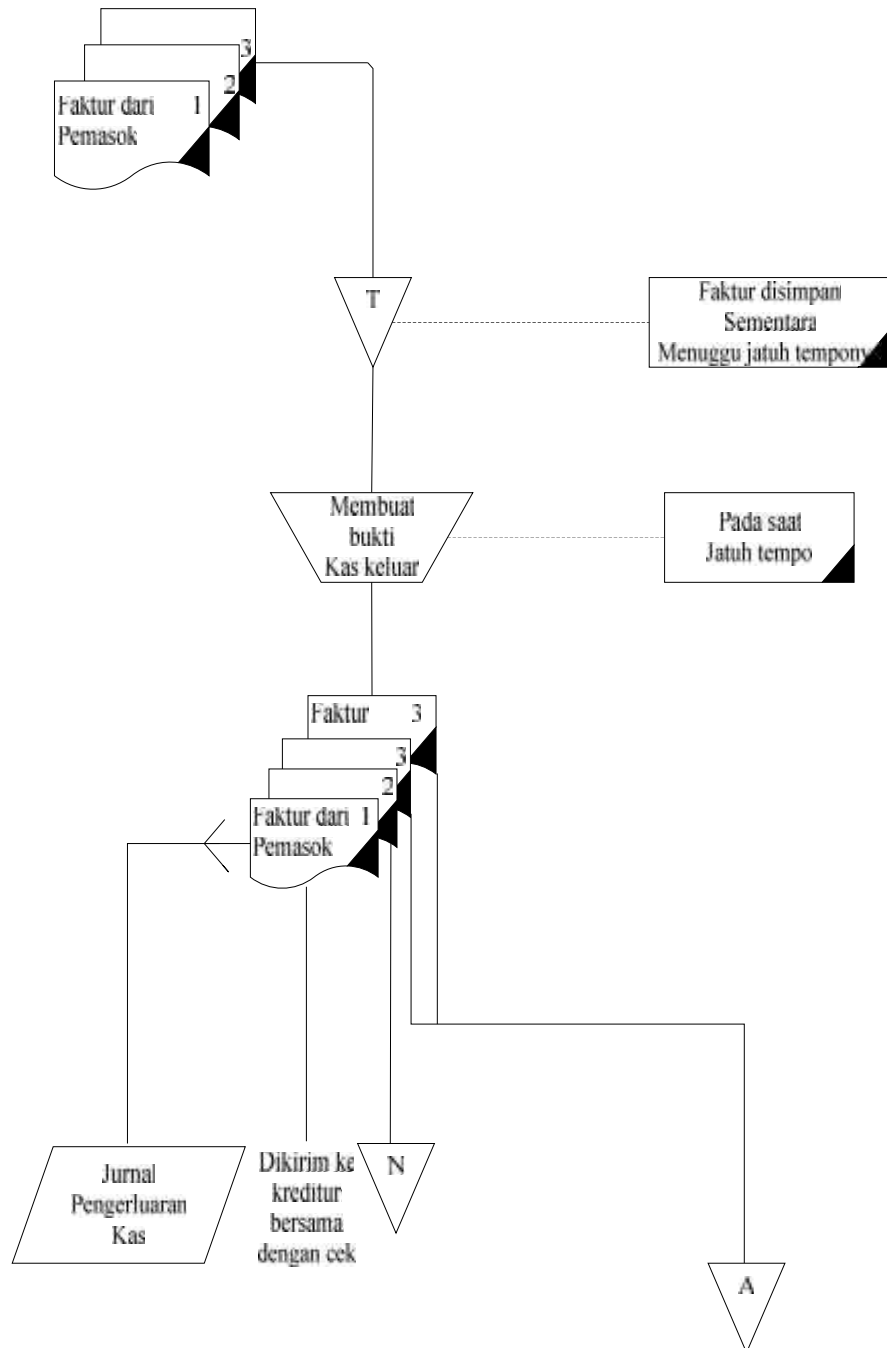 3
2
Faktur dari 1
Pemasok
T
Faktur disimpan
Sementara
Menuggu jatuh tempony
Membuat
bukti
Kas keluar
Pada saat
Jatuh tempo
Faktur 3
3
2
Faktur dari 1
Pemasok
Jurnal
Pengerluaran
Kas
Dikirim ke
kreditur
bersama
dengan cek
N
A